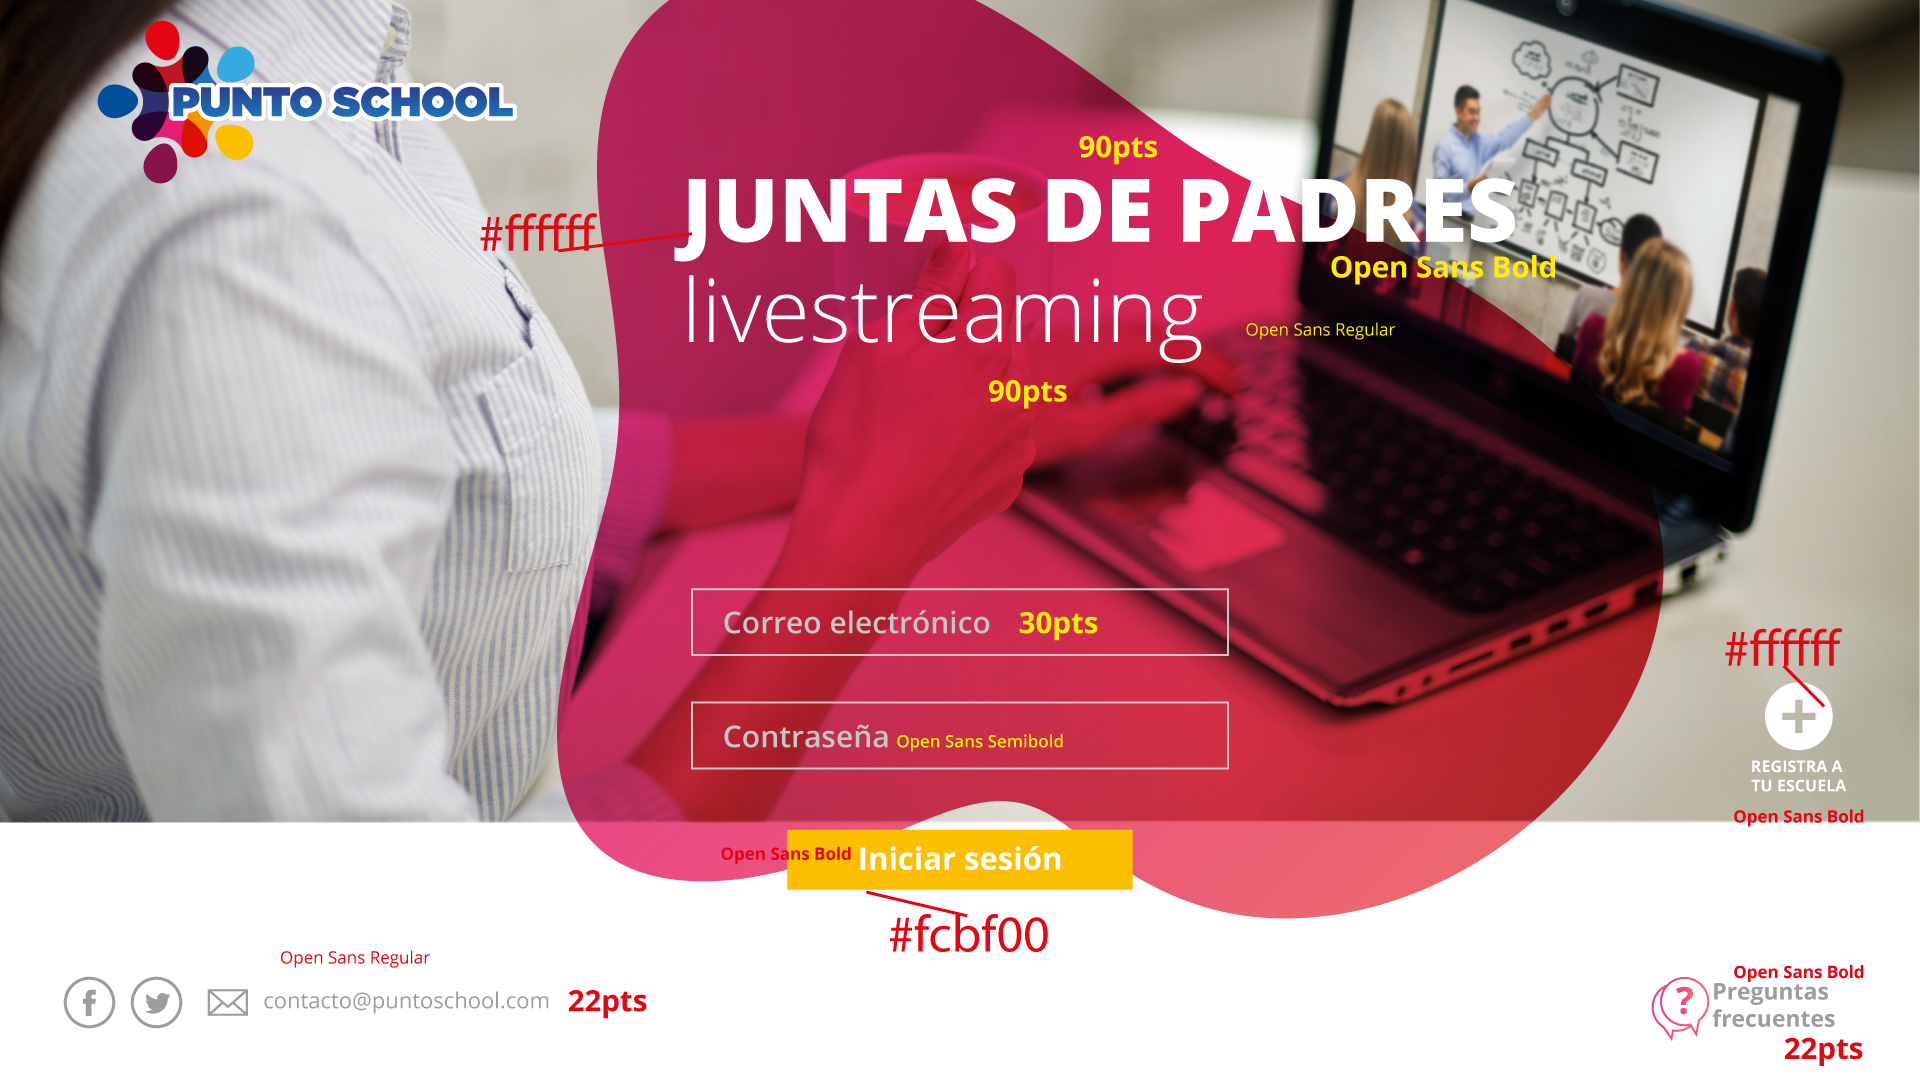 PUNTO SCHOOL
90pts
#ffffff
JUNTAS DE PADRES
Open Sans Bold
livestreaming
Open Sans Regular
90pts
Correo electrónico 30pts
Contraseña Open Sans Semibold
#ffffff
REGISTRA A
TU ESCUELA
Open Sans Bold
Open Sans Bold Iniciar sesión
#fcbf00
Open Sans Regular
contacto@puntoschool.com 22pts
Open Sans Bold
? Preguntas
frecuentes
22pts